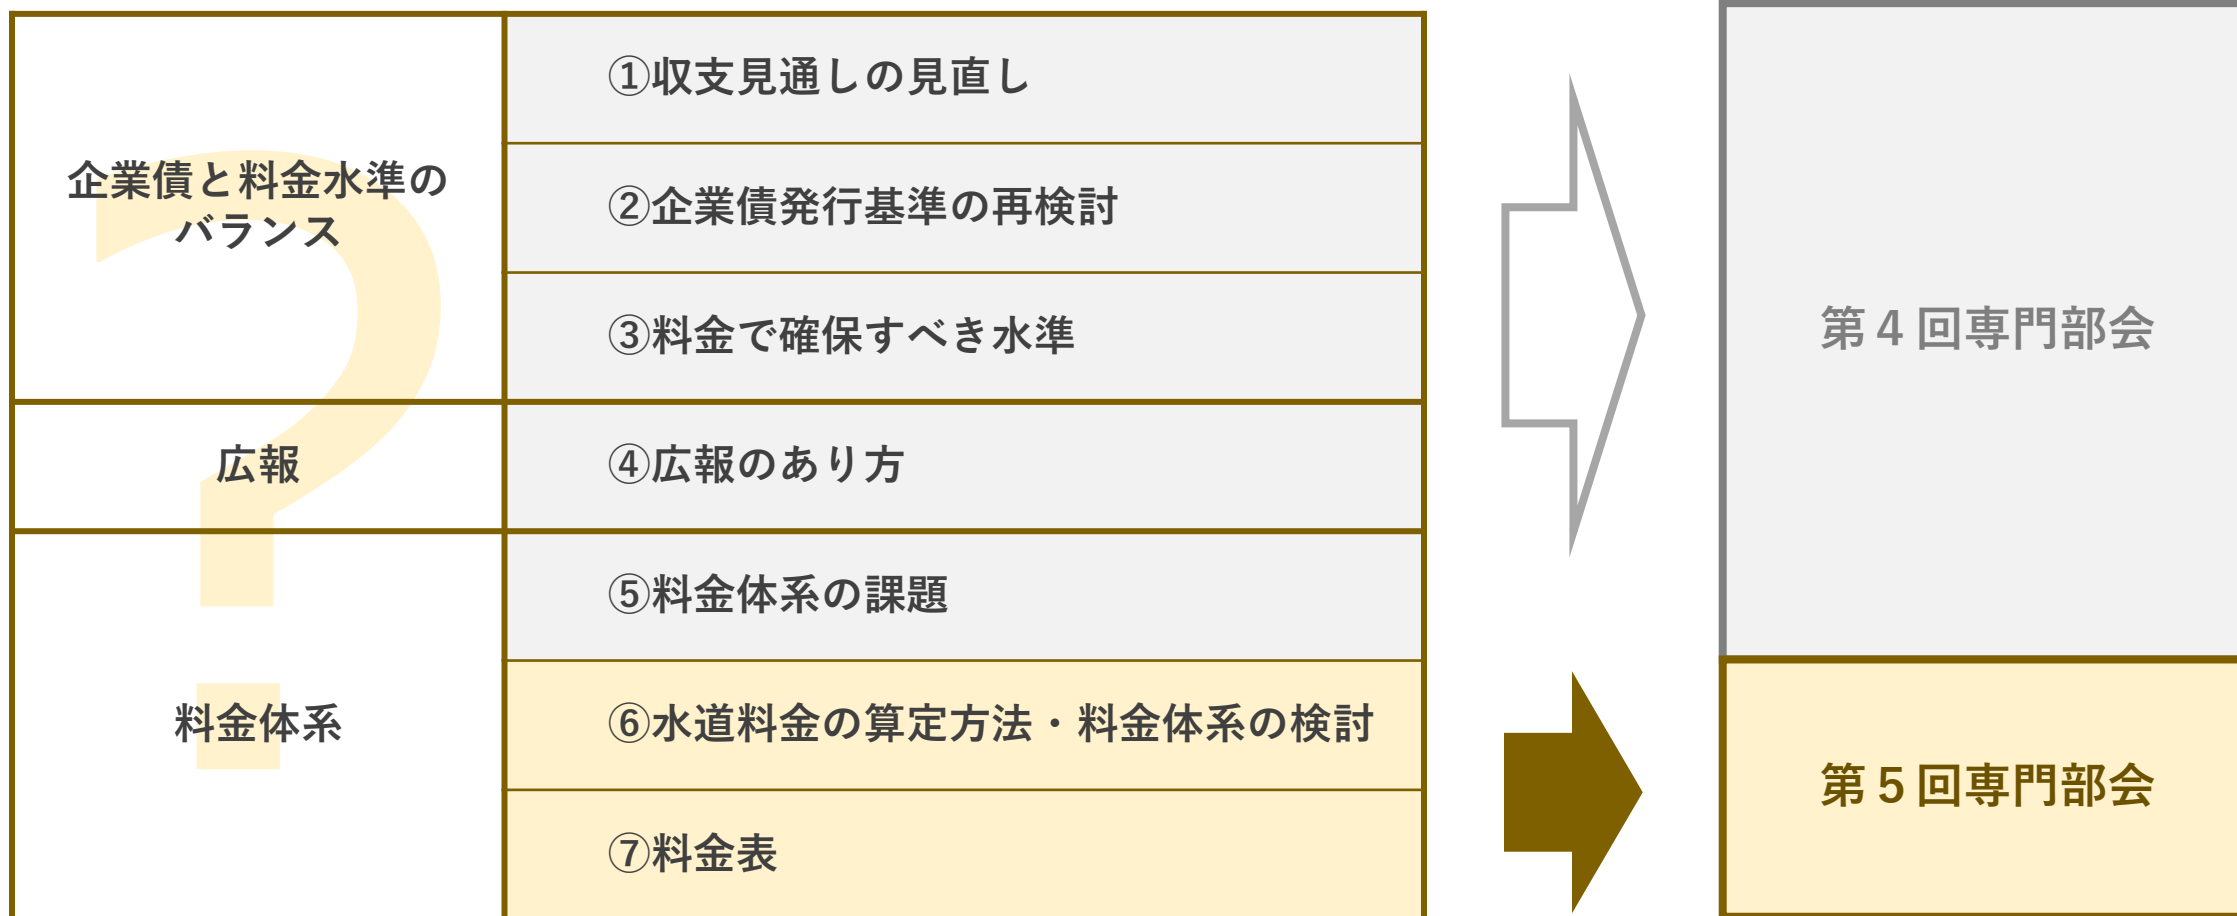 企業債と料金水準の
バランス
①収支見通しの見直し
②企業債発行基準の再検討
③料金で確保すべき水準
広報
④広報のあり方
料金体系
⑤料金体系の課題
⑥水道料金の算定方法・料金体系の検討
⑦料金表
?
第４回専門部会
第５回専門部会